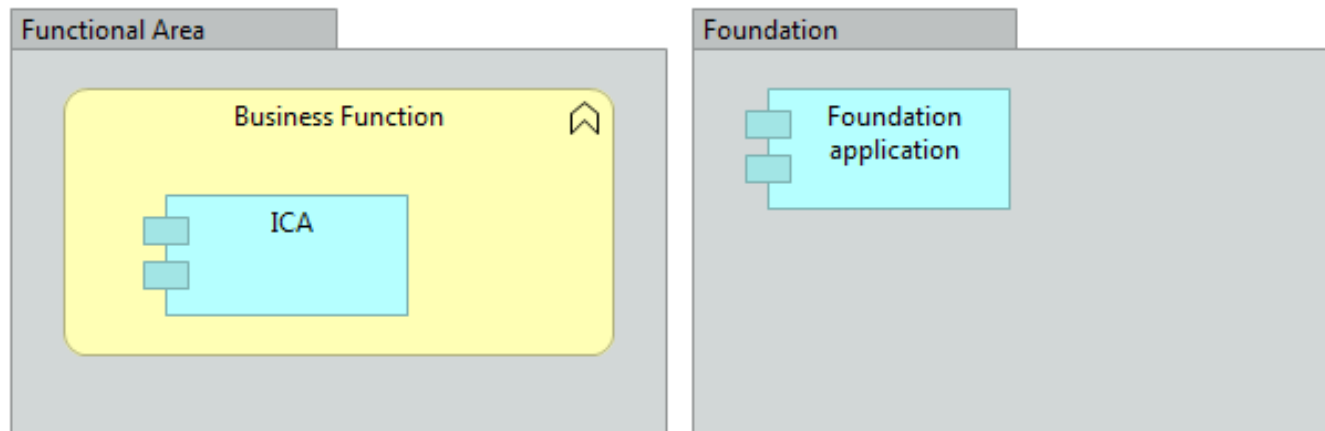 Functional Area
Business Function
ICA
Foundation
Foundation
application